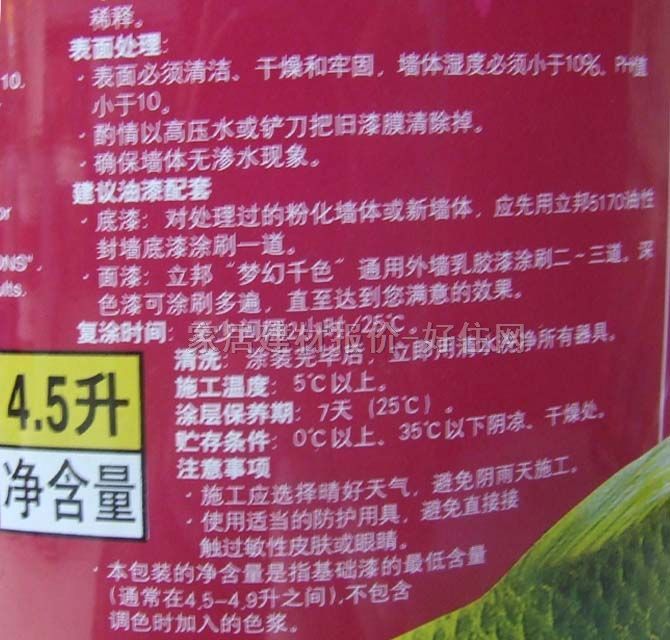 稀释。
表面处理:
· 表面必须清洁。干燥和牢固，墙体湿度必须小于10%。PH值
小于10。
· 酌情以高压水或铲刀把旧漆膜清除掉。
· 确保墙体无渗水现象。
建议油漆配套
· 底漆: 对处理过的粉化墙体或新墙体，应先用立邦5170油性
封墙底漆涂刷一道。
· 面漆: 立邦“梦幻千色”通用外墙乳胶漆涂刷二~三道。深
色漆可涂刷多遍，直至达到您满意的效果。
复涂时间: 小时/25℃。
家居建材报价-好住网
清洗: 涂装完毕后，立即用清水洗净所有器具。
施工温度: 5℃以上。
涂层保养期: 7天 (25℃)。
贮存条件: 0℃以上、35℃以下阴凉、干燥处。
注意事项
· 施工应选择晴好天气，避免阴雨天施工。
· 使用适当的防护用具，避免直接接
触过敏性皮肤或眼睛。
· 本包装的净含量是指基础漆的最低含量
(通常在4.5-4.9升之间),不包含
调色时加入的色浆。
4.5升
净含量
10.
or
ONS".
ults.